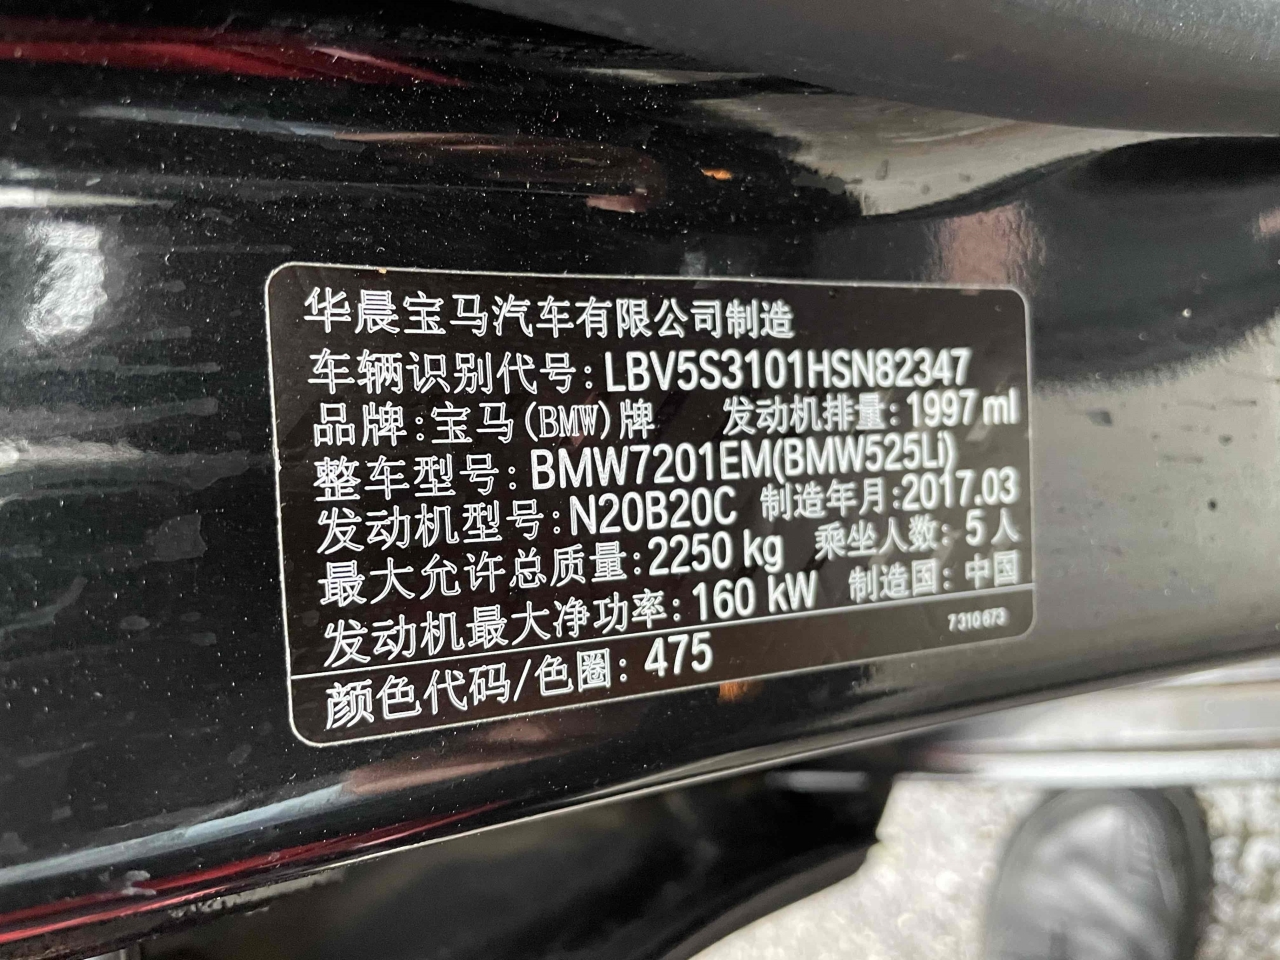 华晨宝马汽车有限公司制造
车辆识别代号:LBV5S3101HSN82347
品牌:宝马(BMW)牌 发动机排量:1997 ml
整车型号:BMW7201EM(BMW525Li)
发动机型号:N20B20C 制造年月:2017.03
最大允许总质量:2250 kg 乘坐人数:5人
发动机最大净功率:160 kW 制造国:中国
7 310 673
颜色代码/色圈:475